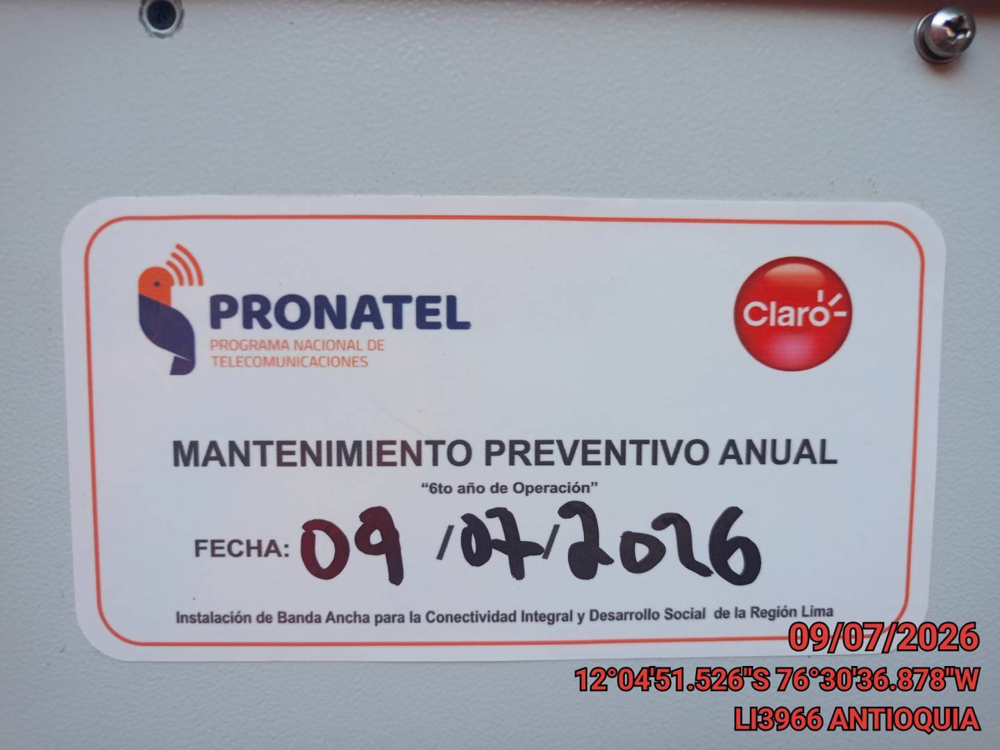 PRONATEL
PROGRAMA NACIONAL DE
TELECOMUNICACIONES
Claro
MANTENIMIENTO PREVENTIVO ANUAL
“6to año de Operación”
FECHA: 09/07/2026
Instalación de Banda Ancha para la Conectividad Integral y Desarrollo Social de la Región Lima
09/07/2026
12°04'51.526"S 76°30'36.878"W
LI3966 ANTIOQUIA